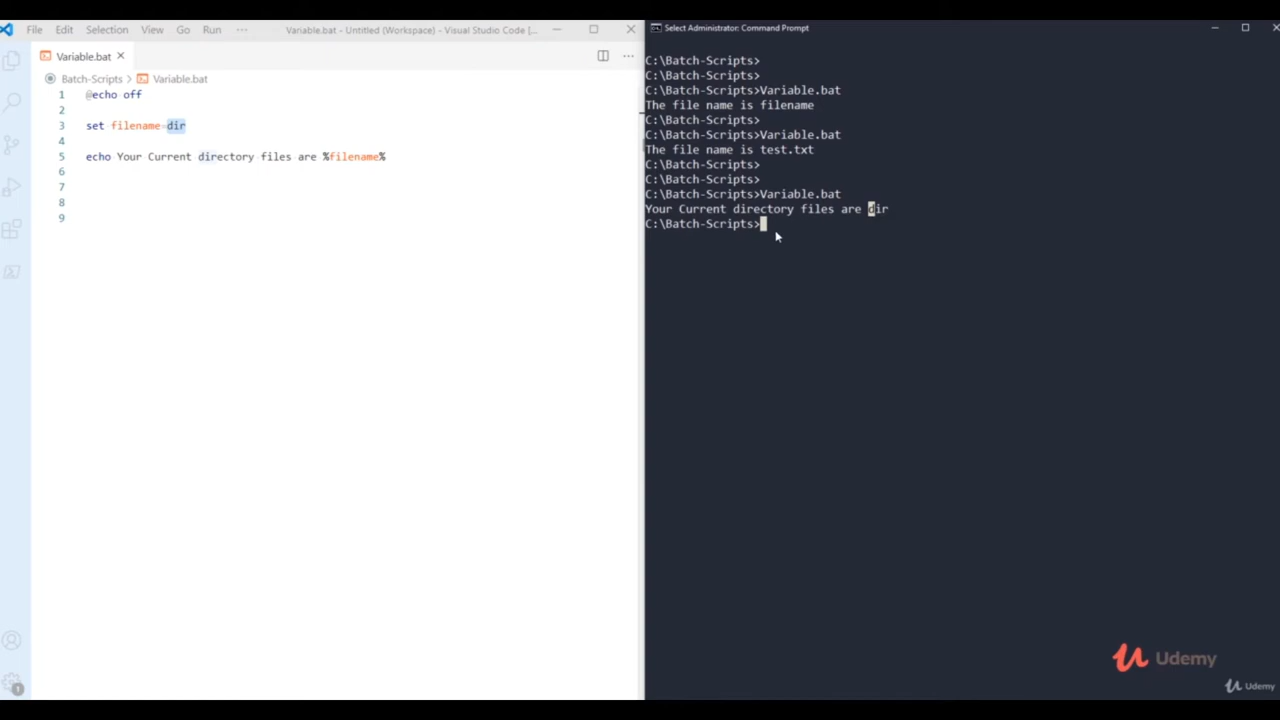 File Edit Selection View Go Run ··· Variable.bat - Untitled (Workspace) - Visual Studio Code [...
Variable.bat
Batch-Scripts > Variable.bat
1 @echo off
2
3 set filename=dir
4
5 echo Your Current directory files are %filename%
6
7
8
9
1
Select Administrator: Command Prompt
C:\Batch-Scripts>
C:\Batch-Scripts>
C:\Batch-Scripts>Variable.bat
The file name is filename
C:\Batch-Scripts>
C:\Batch-Scripts>Variable.bat
The file name is test.txt
C:\Batch-Scripts>
C:\Batch-Scripts>
C:\Batch-Scripts>Variable.bat
Your Current directory files are dir
C:\Batch-Scripts>
Udemy
Udemy